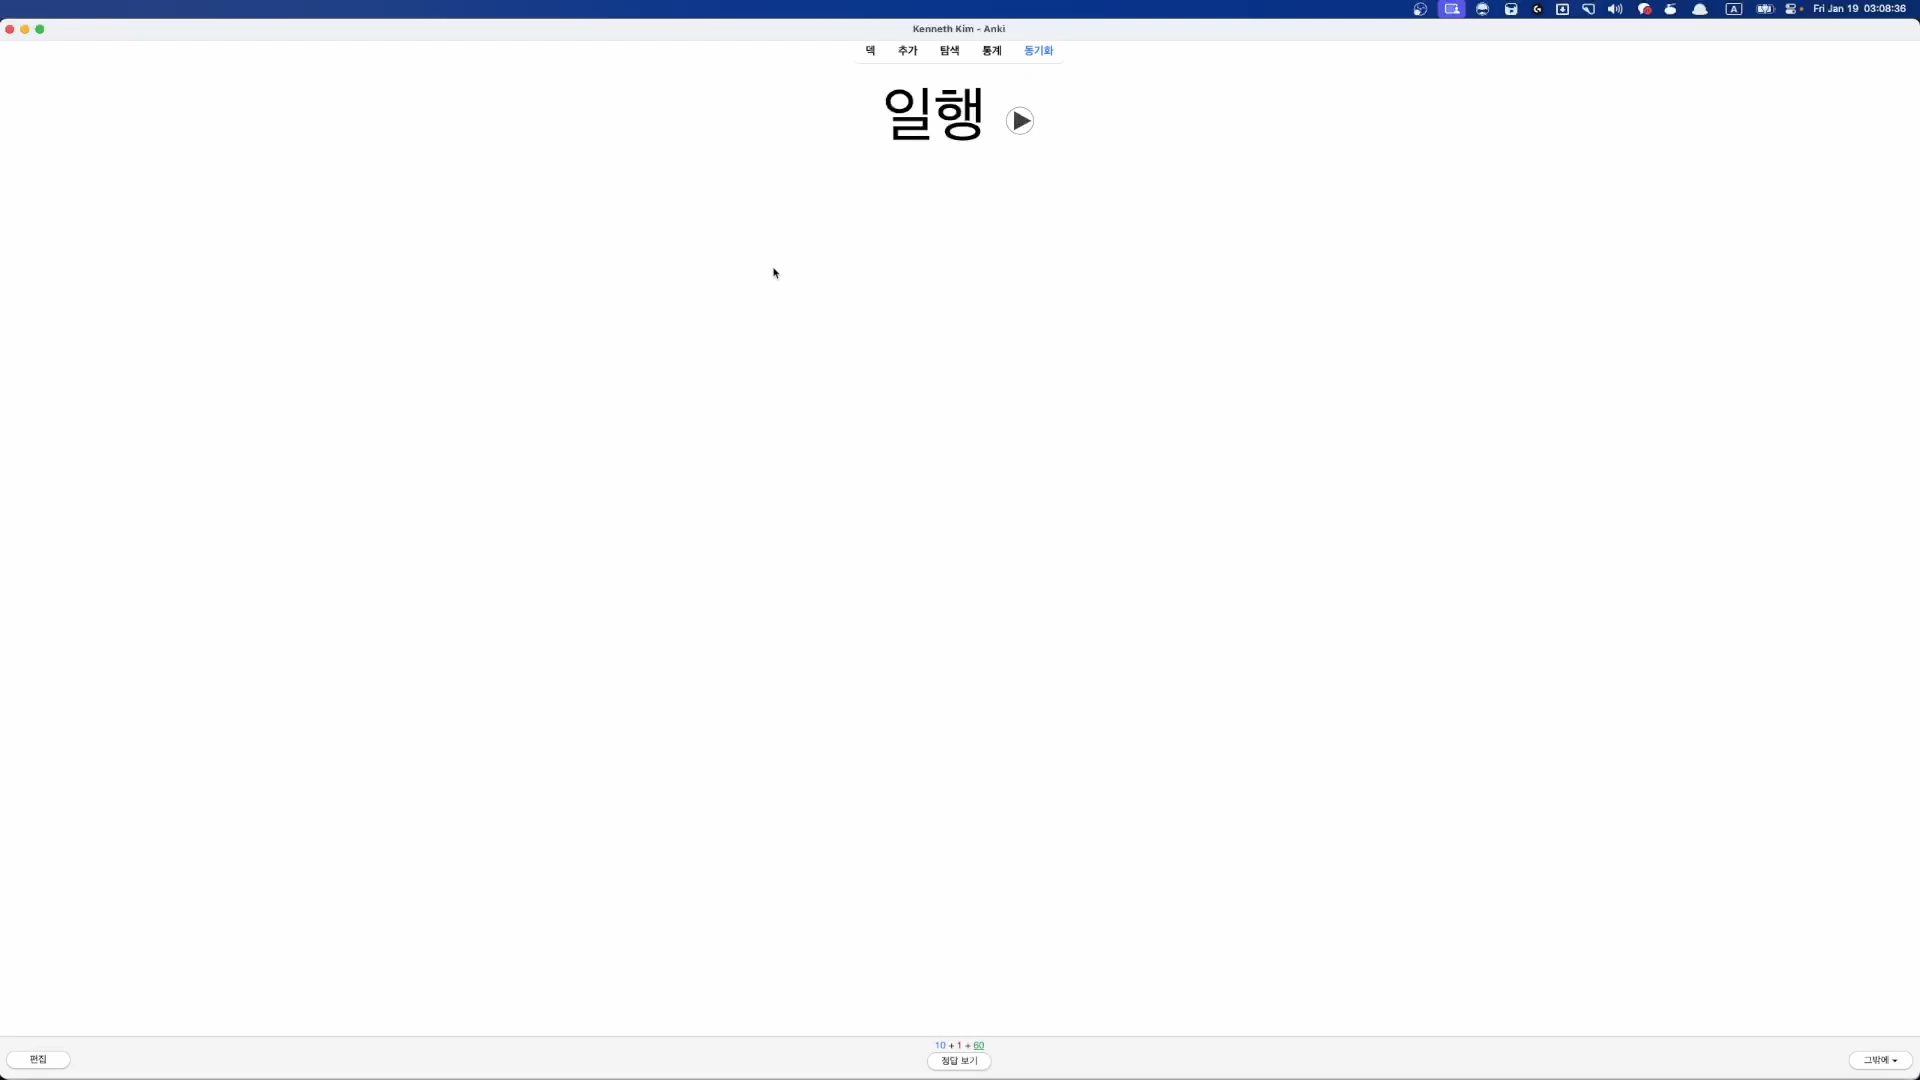 A
Fri Jan 19 03:08:36
Kenneth Kim - Anki
덱 추가 탐색 통계 동기화
일행
10 + 1 + 60
편집
정답 보기
그밖에